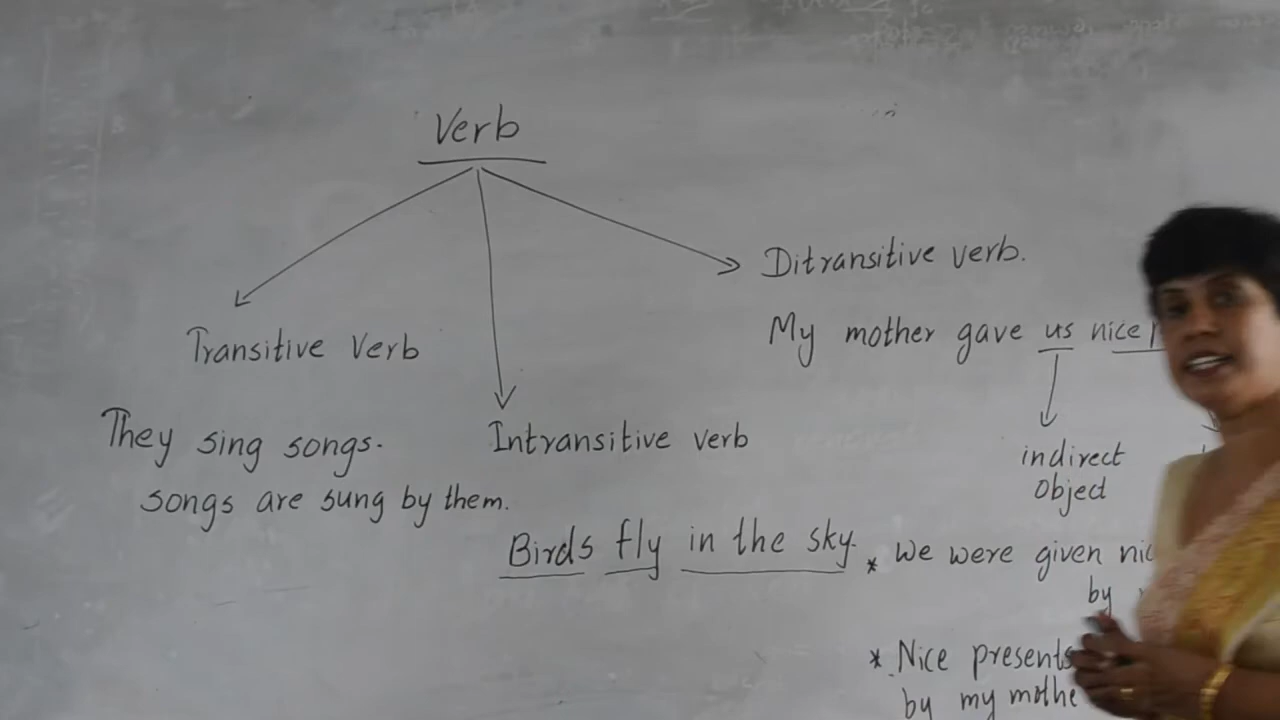 Verb
Ditransitive verb.
My mother gave us nice
Transitive Verb
They sing songs.
songs are sung by them.
Intransitive verb
Birds fly in the sky.
indirect
object
* We were given
by
* Nice presents
by my